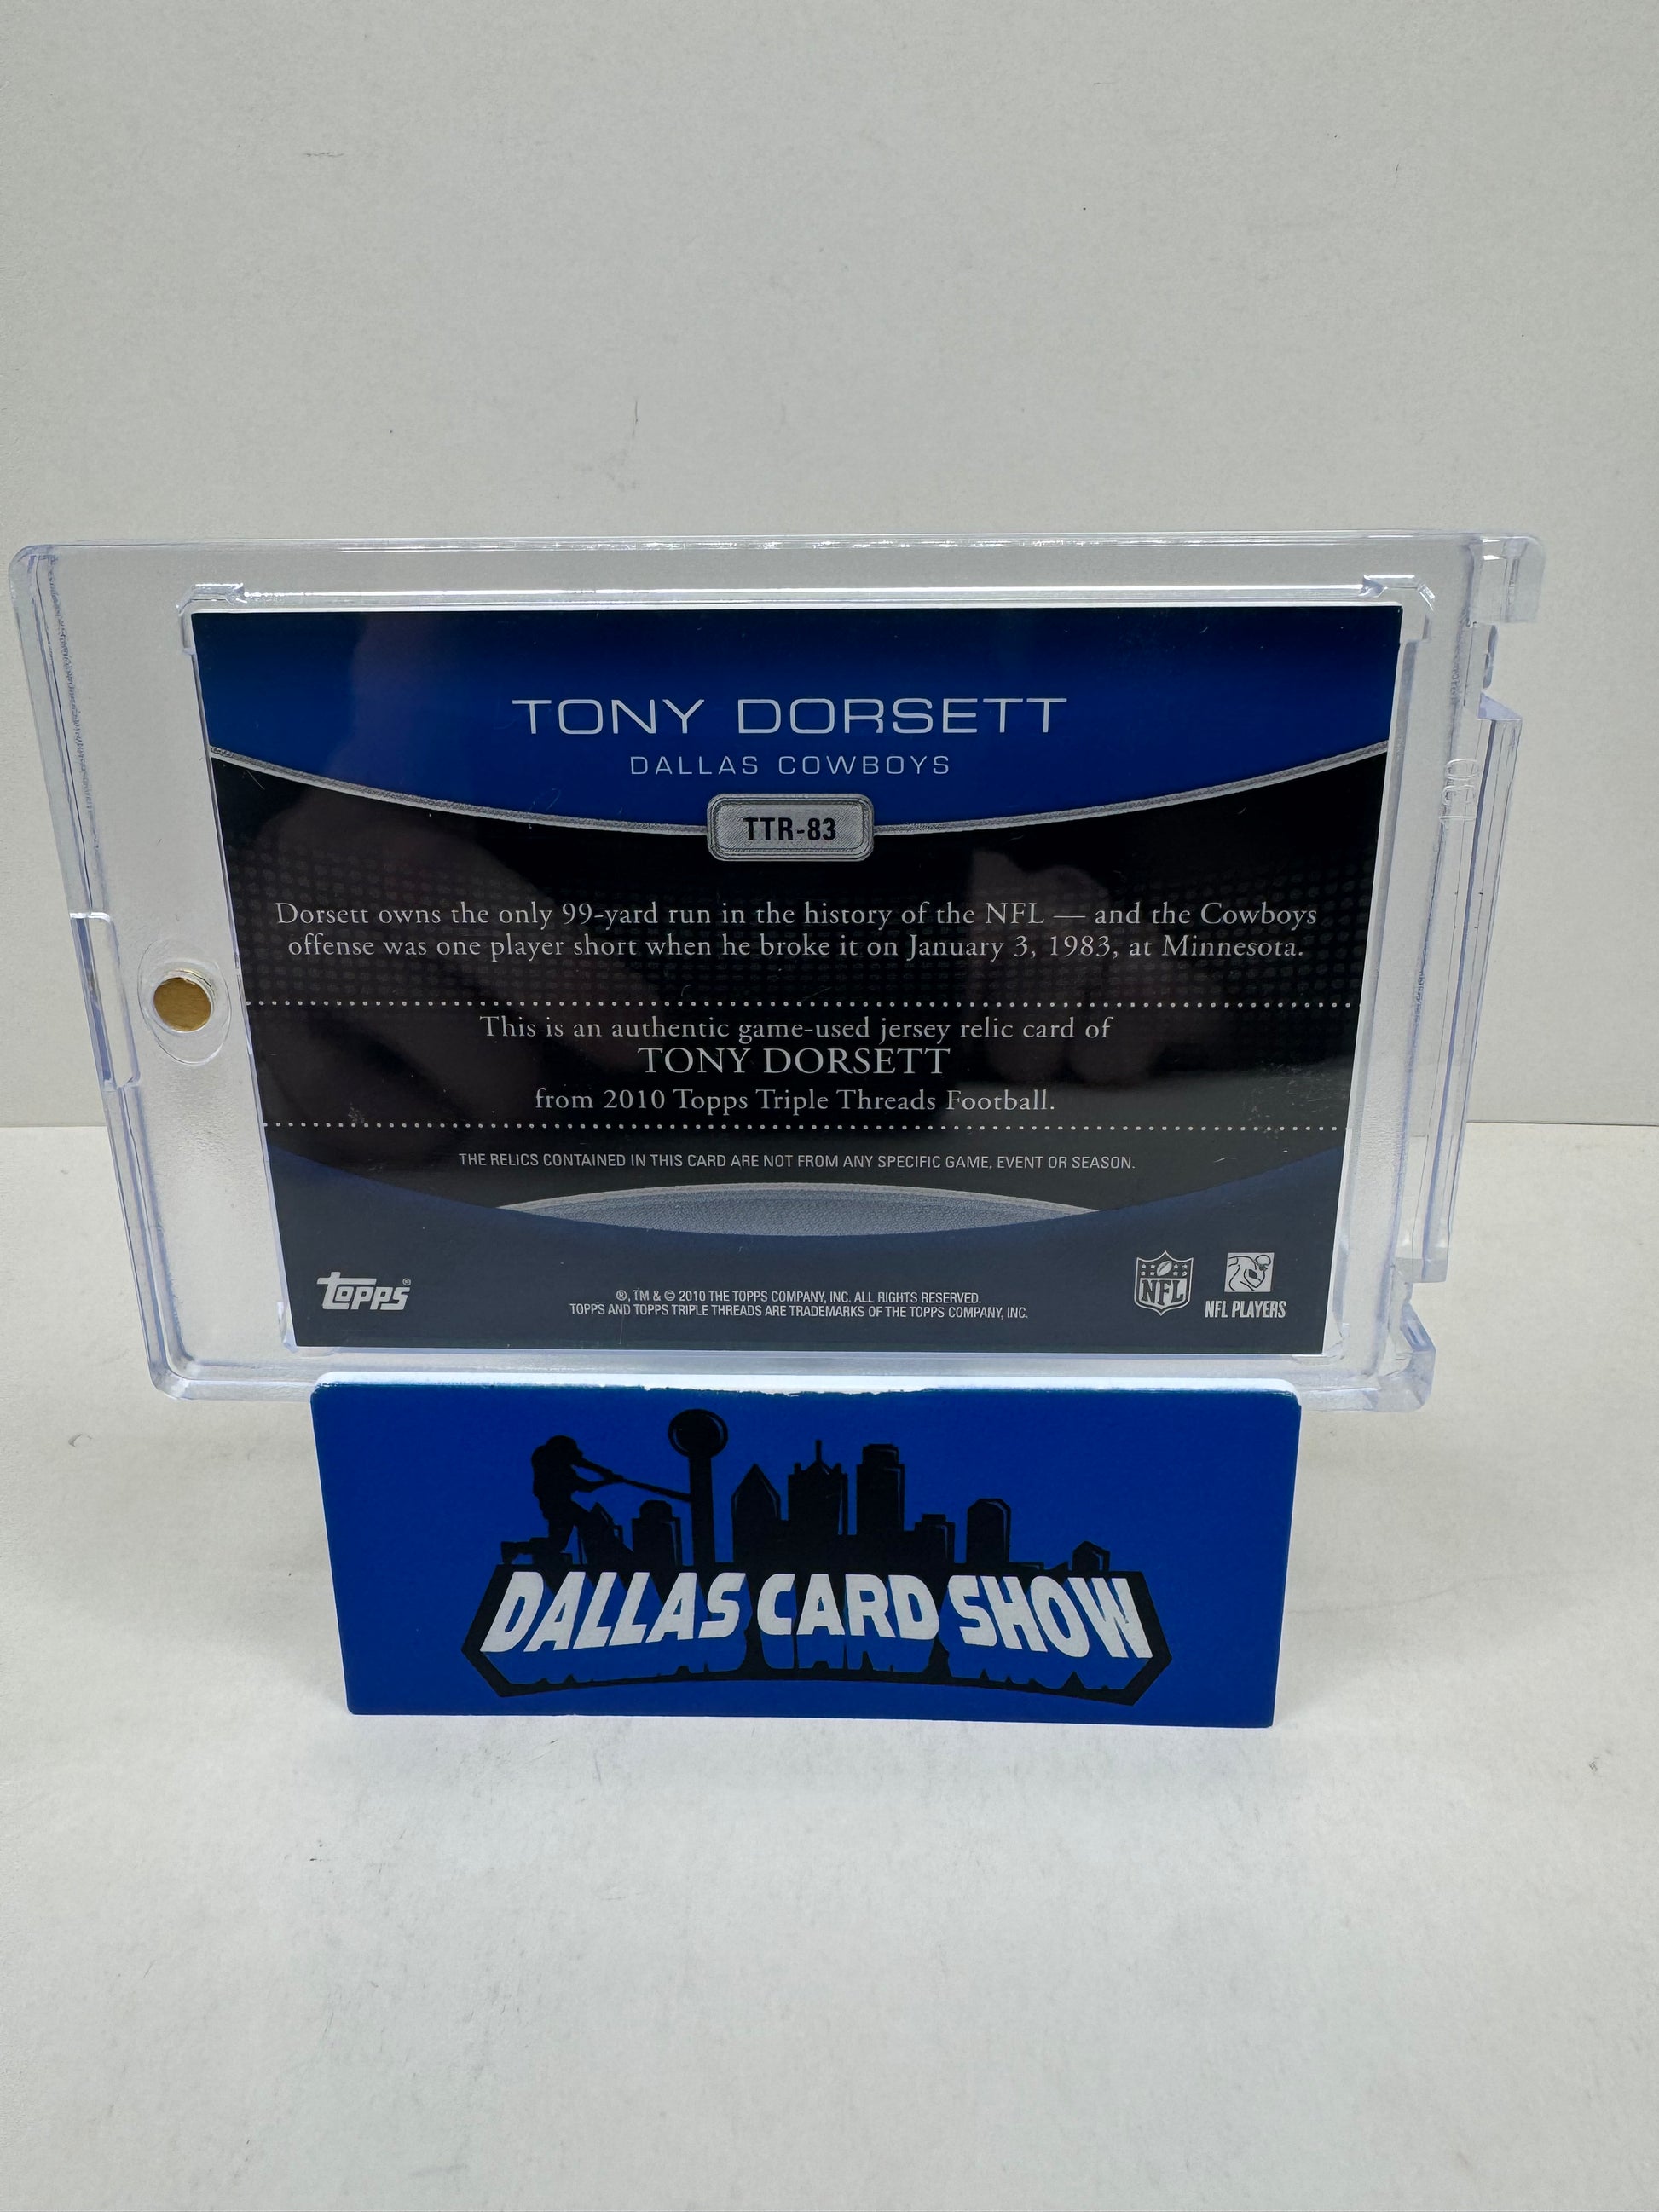 TONY DORSETT
DALLAS COWBOYS
TTR-83
Dorsett owns the only 99-yard run in the history of the NFL — and the Cowboys
offense was one player short when he broke it on January 3, 1983, at Minnesota.
This is an authentic game-used jersey relic card of
TONY DORSETT
from 2010 Topps Triple Threads Football.
THE RELICS CONTAINED IN THIS CARD ARE NOT FROM ANY SPECIFIC GAME, EVENT OR SEASON.
topps®
®, TM & © 2010 THE TOPPS COMPANY, INC. ALL RIGHTS RESERVED.
TOPPS AND TOPPS TRIPLE THREADS ARE TRADEMARKS OF THE TOPPS COMPANY, INC.
NFL
NFL PLAYERS
DALLAS CARD SHOW